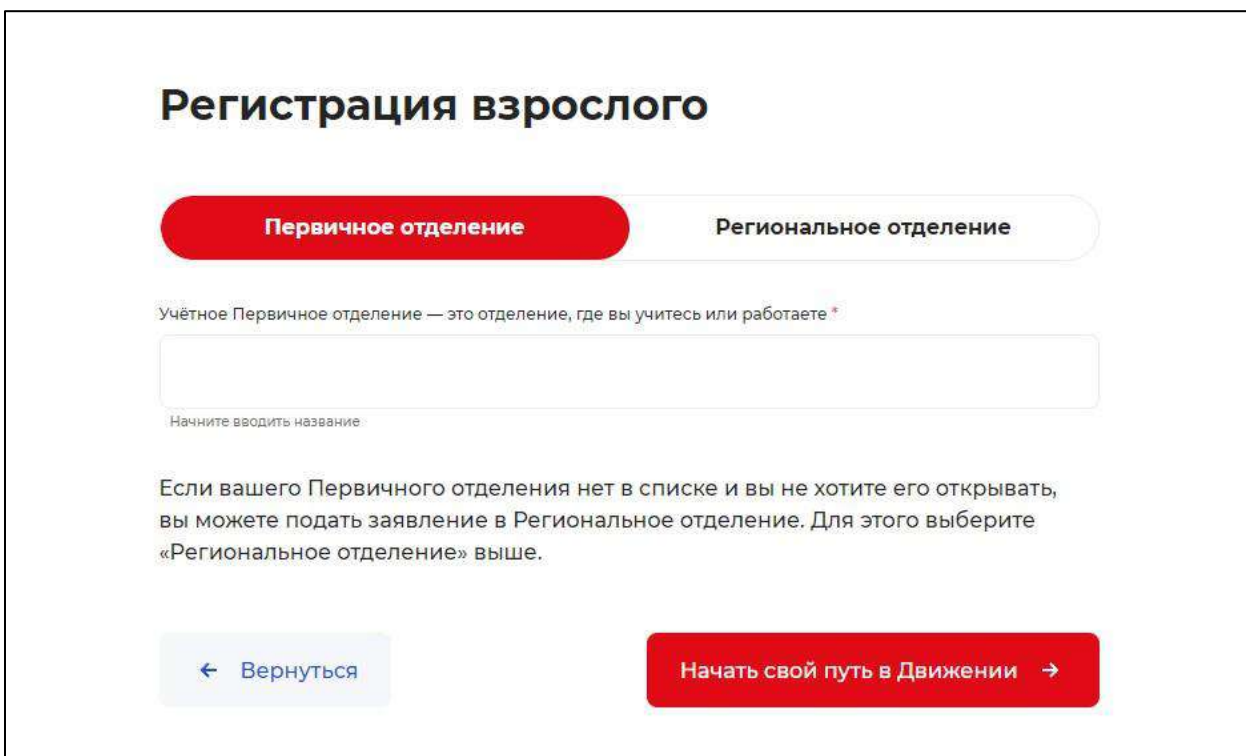 Регистрация взрослого
Первичное отделение
Региональное отделение
Учётное Первичное отделение — это отделение, где вы учитесь или работаете *
Начните вводить название
Если вашего Первичного отделения нет в списке и вы не хотите его открывать,
вы можете подать заявление в Региональное отделение. Для этого выберите
«Региональное отделение» выше.
← Вернуться
Начать свой путь в Движении →